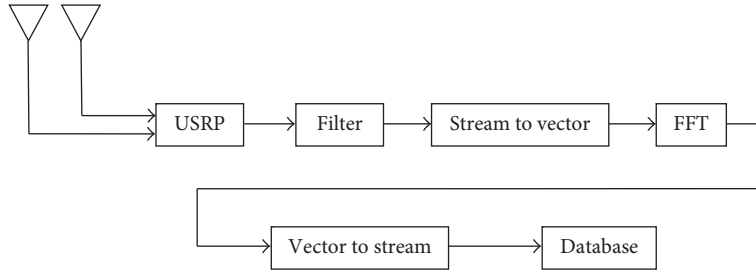 USRP
Filter
Stream to vector
FFT
Vector to stream
Database